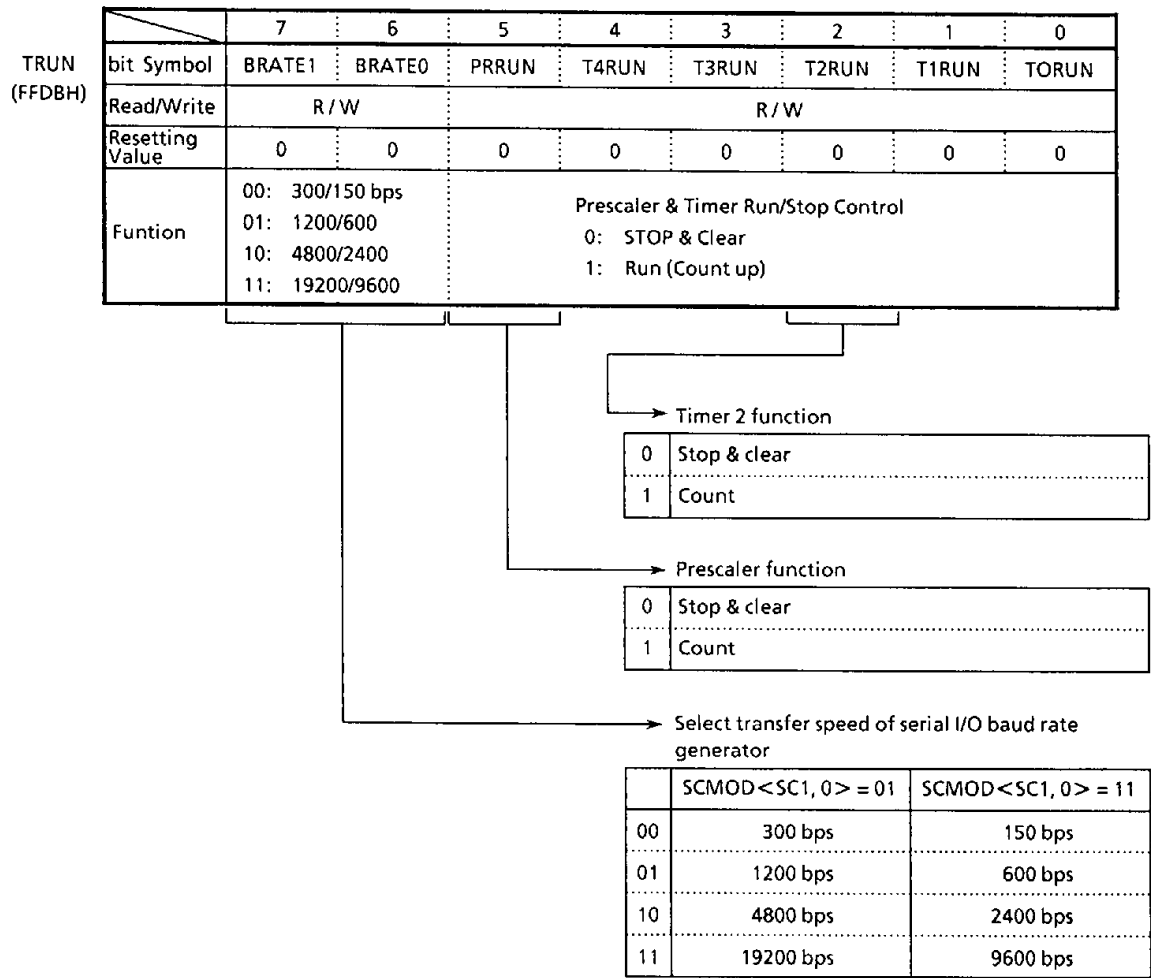 7 6 5 4 3 2 1 0
TRUN (FFDBH)
bit Symbol BRATE1 BRATE0 PRRUN T4RUN T3RUN T2RUN T1RUN TORUN
Read/Write R/W R/W
Resetting Value 0 0 0 0 0 0 0 0
Funtion
00: 300/150 bps
01: 1200/600
10: 4800/2400
11: 19200/9600
Prescaler & Timer Run/Stop Control
0: STOP & Clear
1: Run (Count up)
Timer 2 function
0 Stop & clear
1 Count
Prescaler function
0 Stop & clear
1 Count
Select transfer speed of serial I/O baud rate
generator
SCMOD<SC1, 0> = 01 SCMOD<SC1, 0> = 11
00 300 bps 150 bps
01 1200 bps 600 bps
10 4800 bps 2400 bps
11 19200 bps 9600 bps